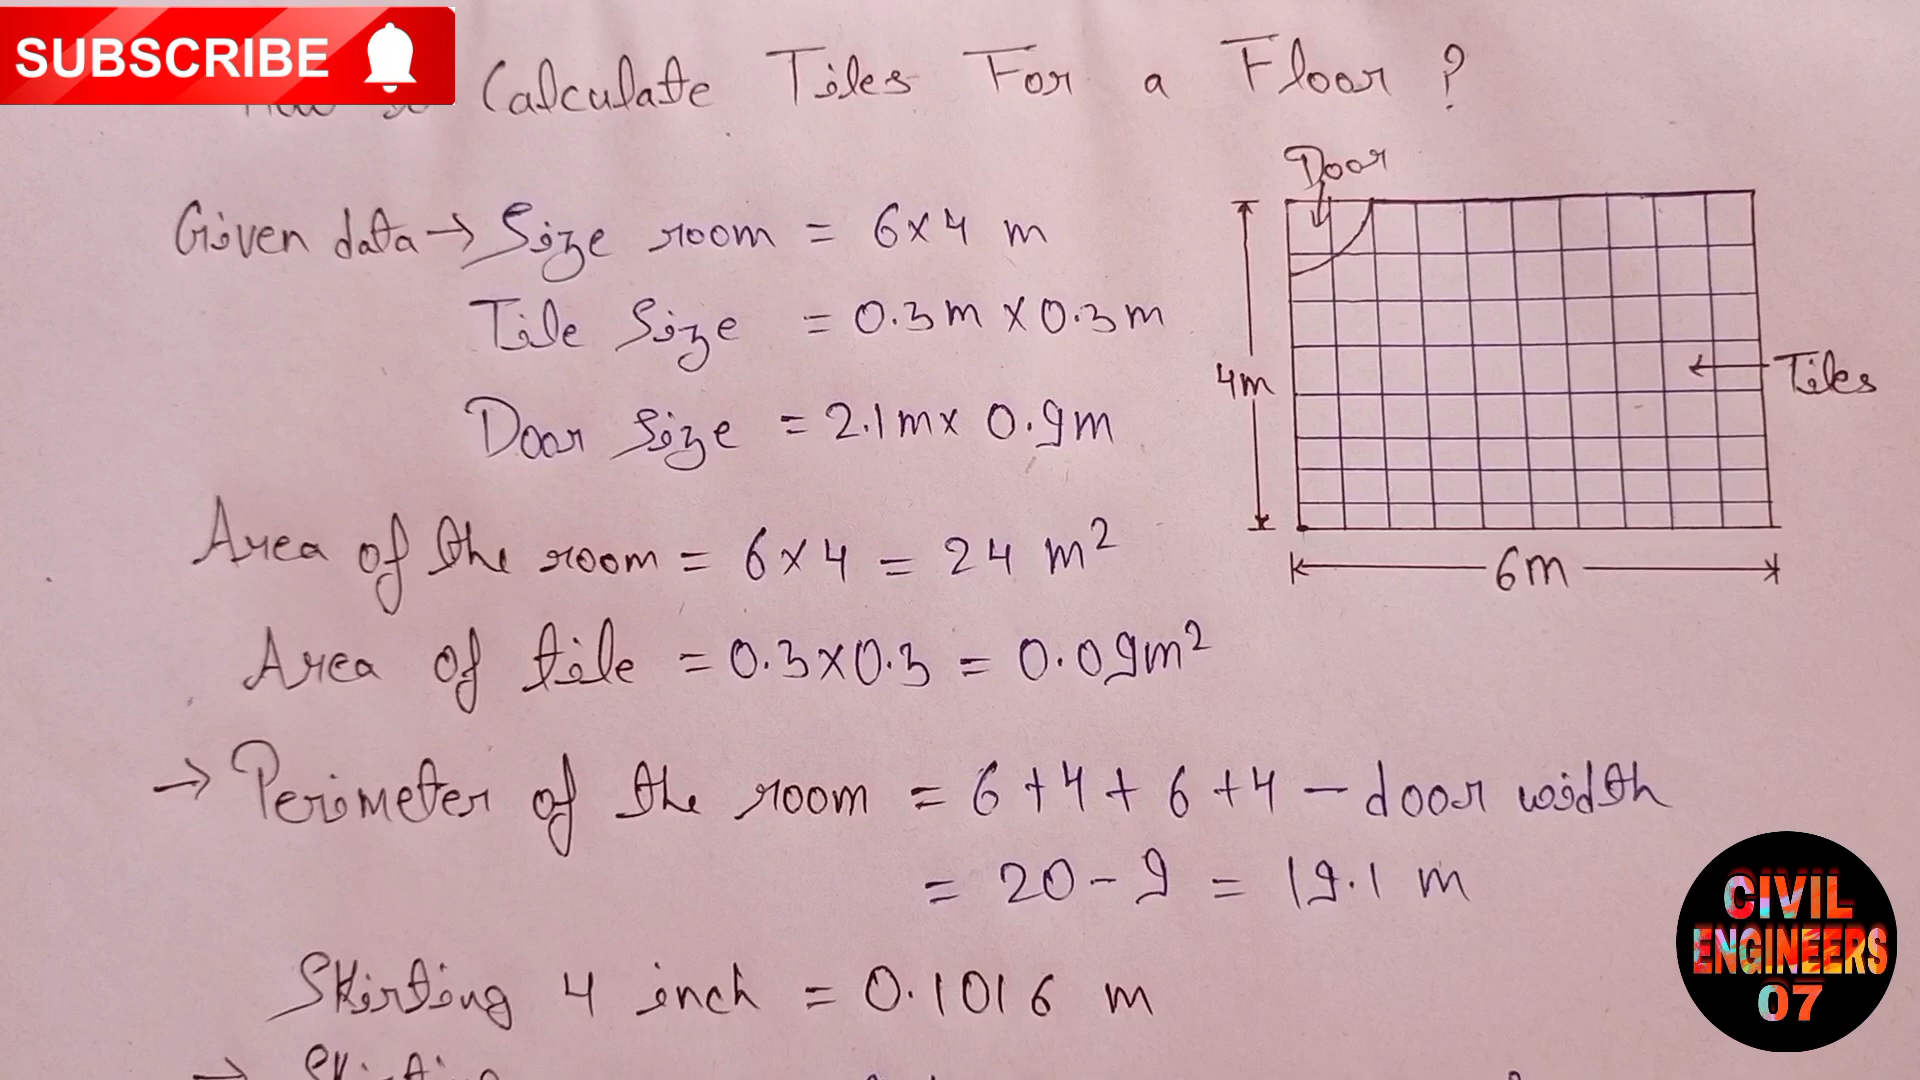 SUBSCRIBE
Calculate Tiles For a Floor ?
Door
Given data → Size room = 6×4 m
Tile Size = 0.3m × 0.3m
4m
Tiles
Door Size = 2.1m× 0.9m
Area of the room = 6×4 = 24 m²
6m
Area of tile = 0.3×0.3 = 0.09m²
→ Perimeter of the room = 6+4+6+4 – door width
= 20 – 9 = 19.1 m
CIVIL
ENGINEERS
07
Skirting 4 inch = 0.1016 m